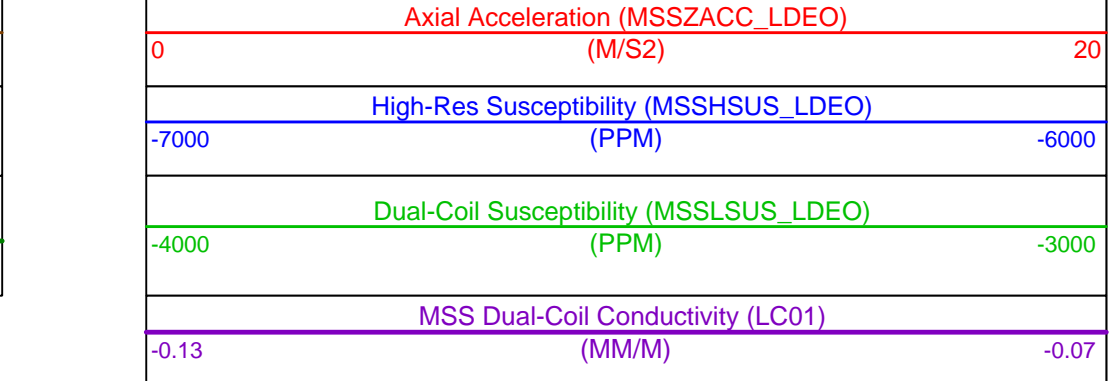 Axial Acceleration (MSSZACC_LDEO)
0 (M/S2) 20
High-Res Susceptibility (MSSHSUS_LDEO)
-7000 (PPM) -6000
Dual-Coil Susceptibility (MSSLSUS_LDEO)
-4000 (PPM) -3000
MSS Dual-Coil Conductivity (LC01)
-0.13 (MM/M) -0.07